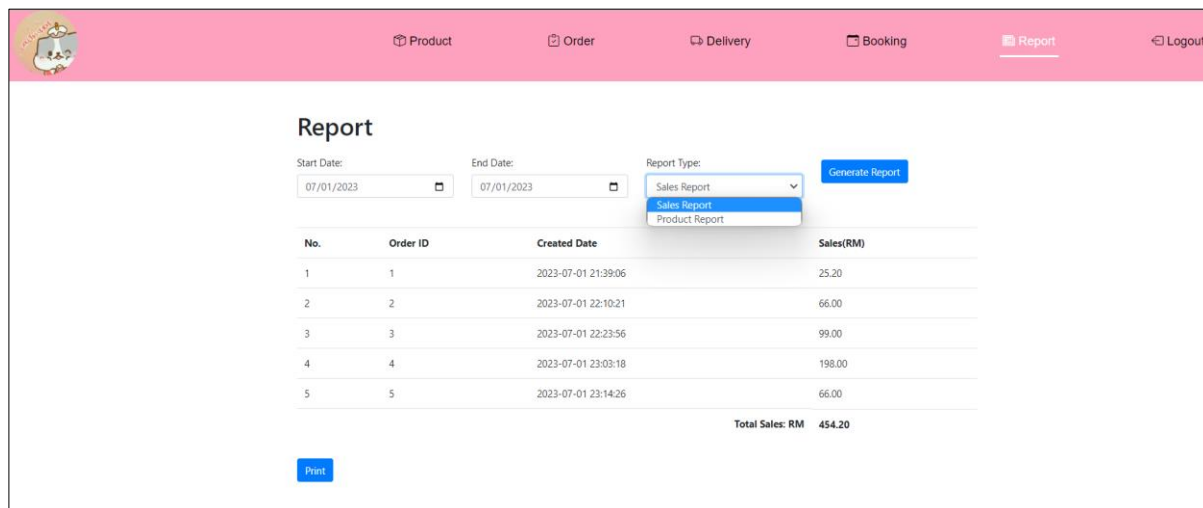 Product Order Delivery Booking Report Logout
Report
Start Date: End Date: Report Type:
07/01/2023 07/01/2023 Sales Report Generate Report
Sales Report
Product Report
No. Order ID Created Date Sales(RM)
1 1 2023-07-01 21:39:06 25.20
2 2 2023-07-01 22:10:21 66.00
3 3 2023-07-01 22:23:56 99.00
4 4 2023-07-01 23:03:18 198.00
5 5 2023-07-01 23:14:26 66.00
Total Sales: RM 454.20
Print